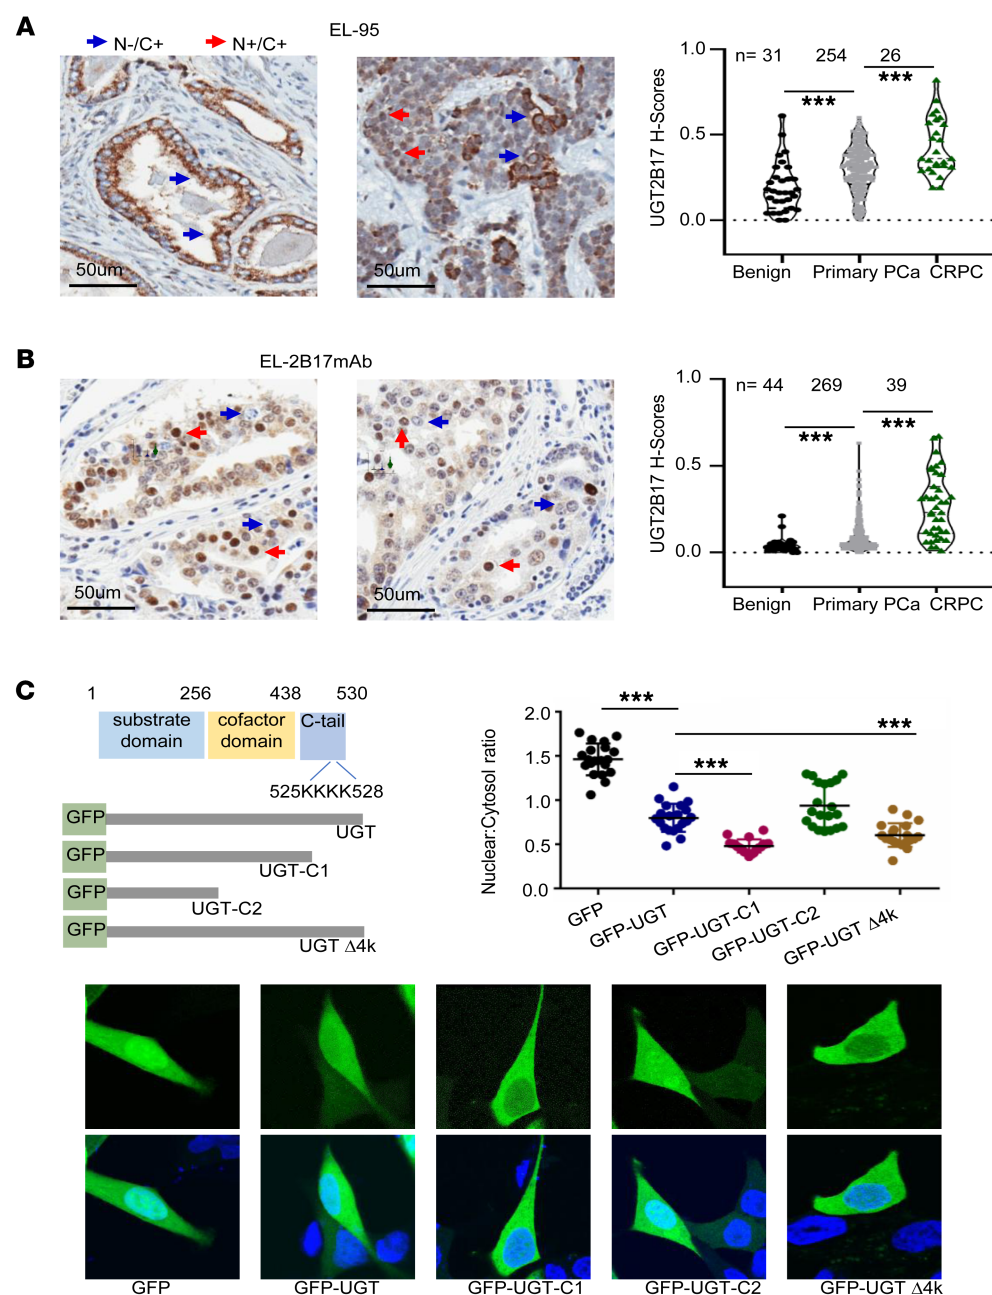 A
N-/C+ N+/C+ EL-95
50um
50um
UGT2B17 H-Scores
1.0
0.5
0.0
n= 31 254 26
***
***
Benign Primary PCa CRPC
B
EL-2B17mAb
50um
50um
UGT2B17 H-Scores
1.0
0.5
0.0
n= 44 269 39
***
***
Benign Primary PCa CRPC
C
1 256 438 530
substrate domain
cofactor domain
C-tail
525KKKK528
GFP
UGT
GFP
UGT-C1
GFP
UGT-C2
GFP
UGT Δ4k
Nuclear:Cytosol ratio
2.0
1.5
1.0
0.5
0.0
***
***
***
GFP
GFP-UGT
GFP-UGT-C1
GFP-UGT-C2
GFP-UGT Δ4k
GFP GFP-UGT GFP-UGT-C1 GFP-UGT-C2 GFP-UGT Δ4k